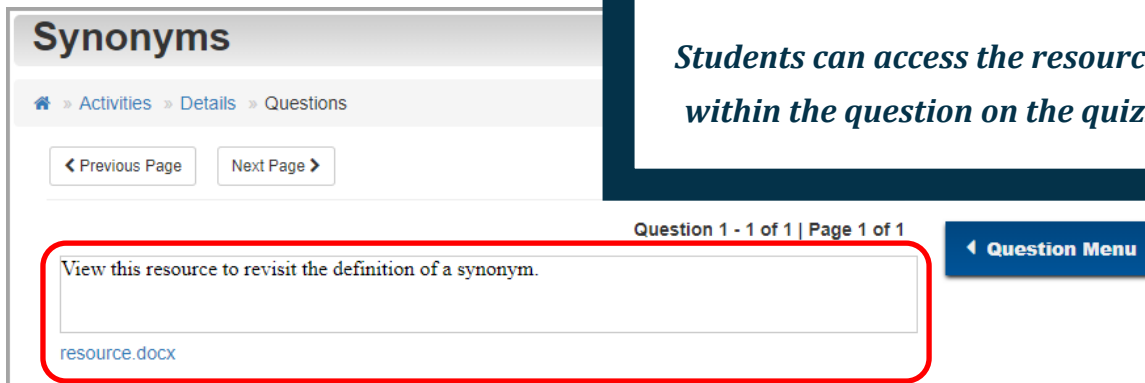 Synonyms
Students can access the resourc
within the question on the quiz
» Activities » Details » Questions
Previous Page Next Page
Question 1 - 1 of 1 | Page 1 of 1
Question Menu
View this resource to revisit the definition of a synonym.
resource.docx